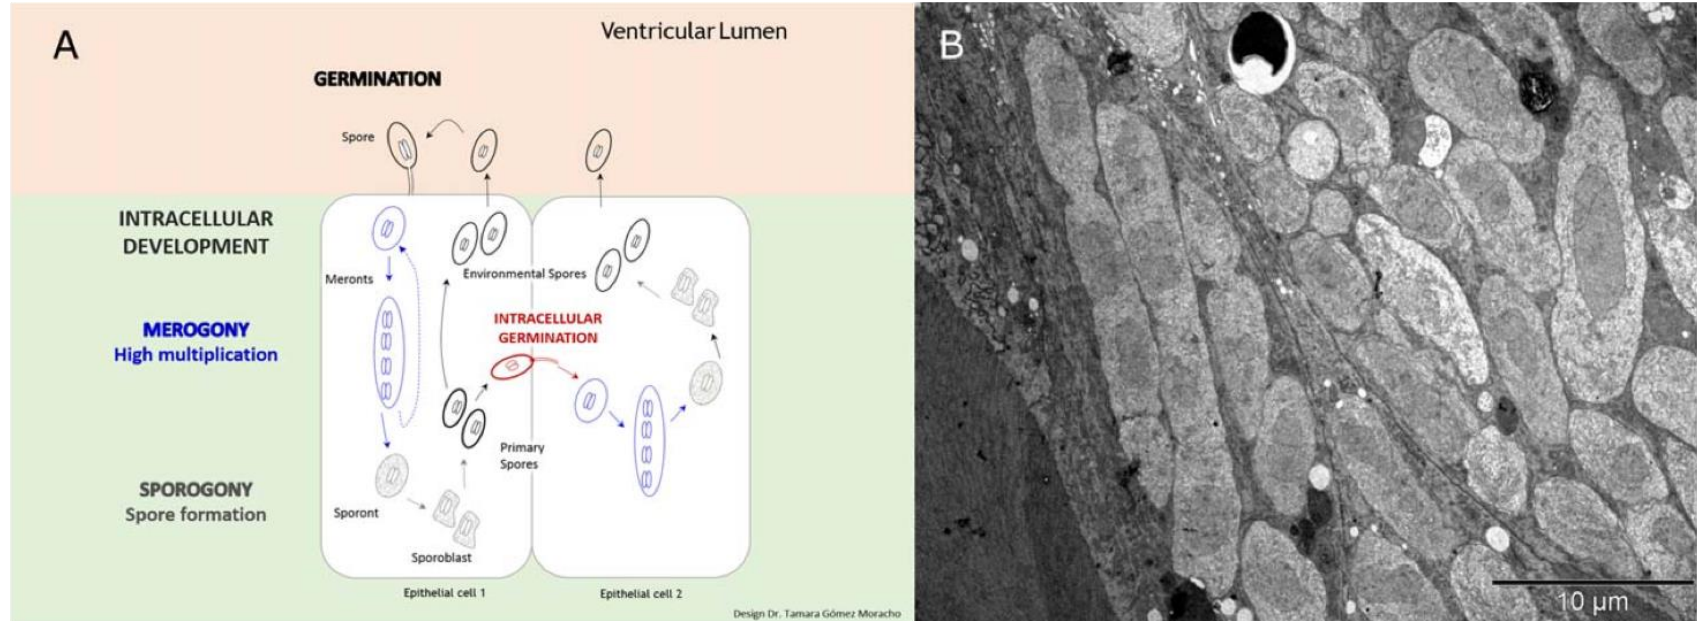 A
Ventricular Lumen
GERMINATION
Spore
INTRACELLULAR
DEVELOPMENT
Meronts
Environmental Spores
MEROGONY
High multiplication
INTRACELLULAR
GERMINATION
Primary
Spores
SPOROGONY
Spore formation
Sporont
Sporoblast
Epithelial cell 1
Epithelial cell 2
Design Dr. Tamara Gómez Moracho
B
10 µm